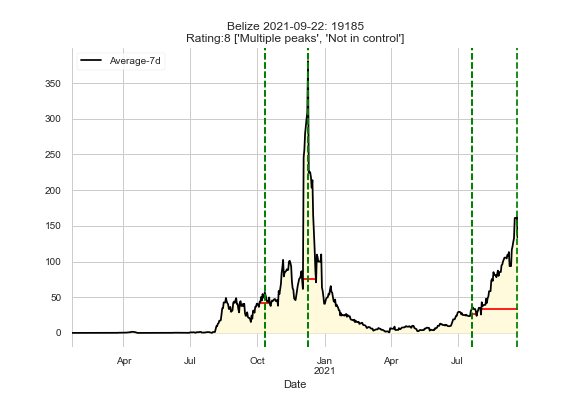 Belize 2021-09-22: 19185
Rating:8 ['Multiple peaks', 'Not in control']
Average-7d
350
300
250
200
150
100
50
0
Apr Jul Oct Jan Apr Jul
2021
Date